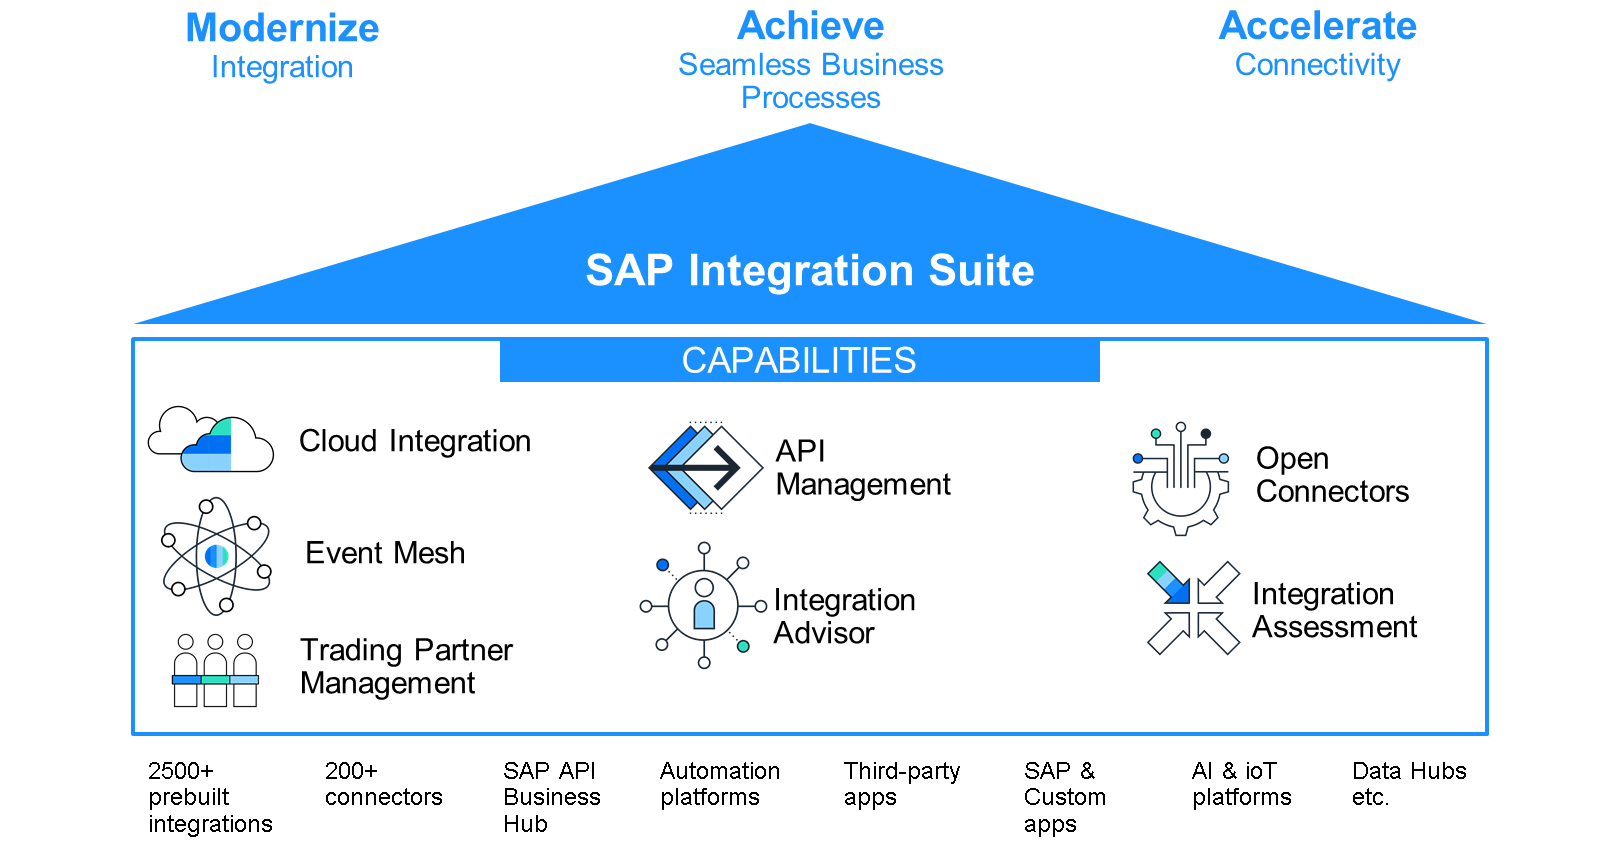 Modernize
Integration
Achieve
Seamless Business
Processes
Accelerate
Connectivity
SAP Integration Suite
CAPABILITIES
Cloud Integration
Event Mesh
Trading Partner
Management
API
Management
Integration
Advisor
Open
Connectors
Integration
Assessment
2500+
prebuilt
integrations
200+
connectors
SAP API
Business
Hub
Automation
platforms
Third-party
apps
SAP &
Custom
apps
AI & ioT
platforms
Data Hubs
etc.